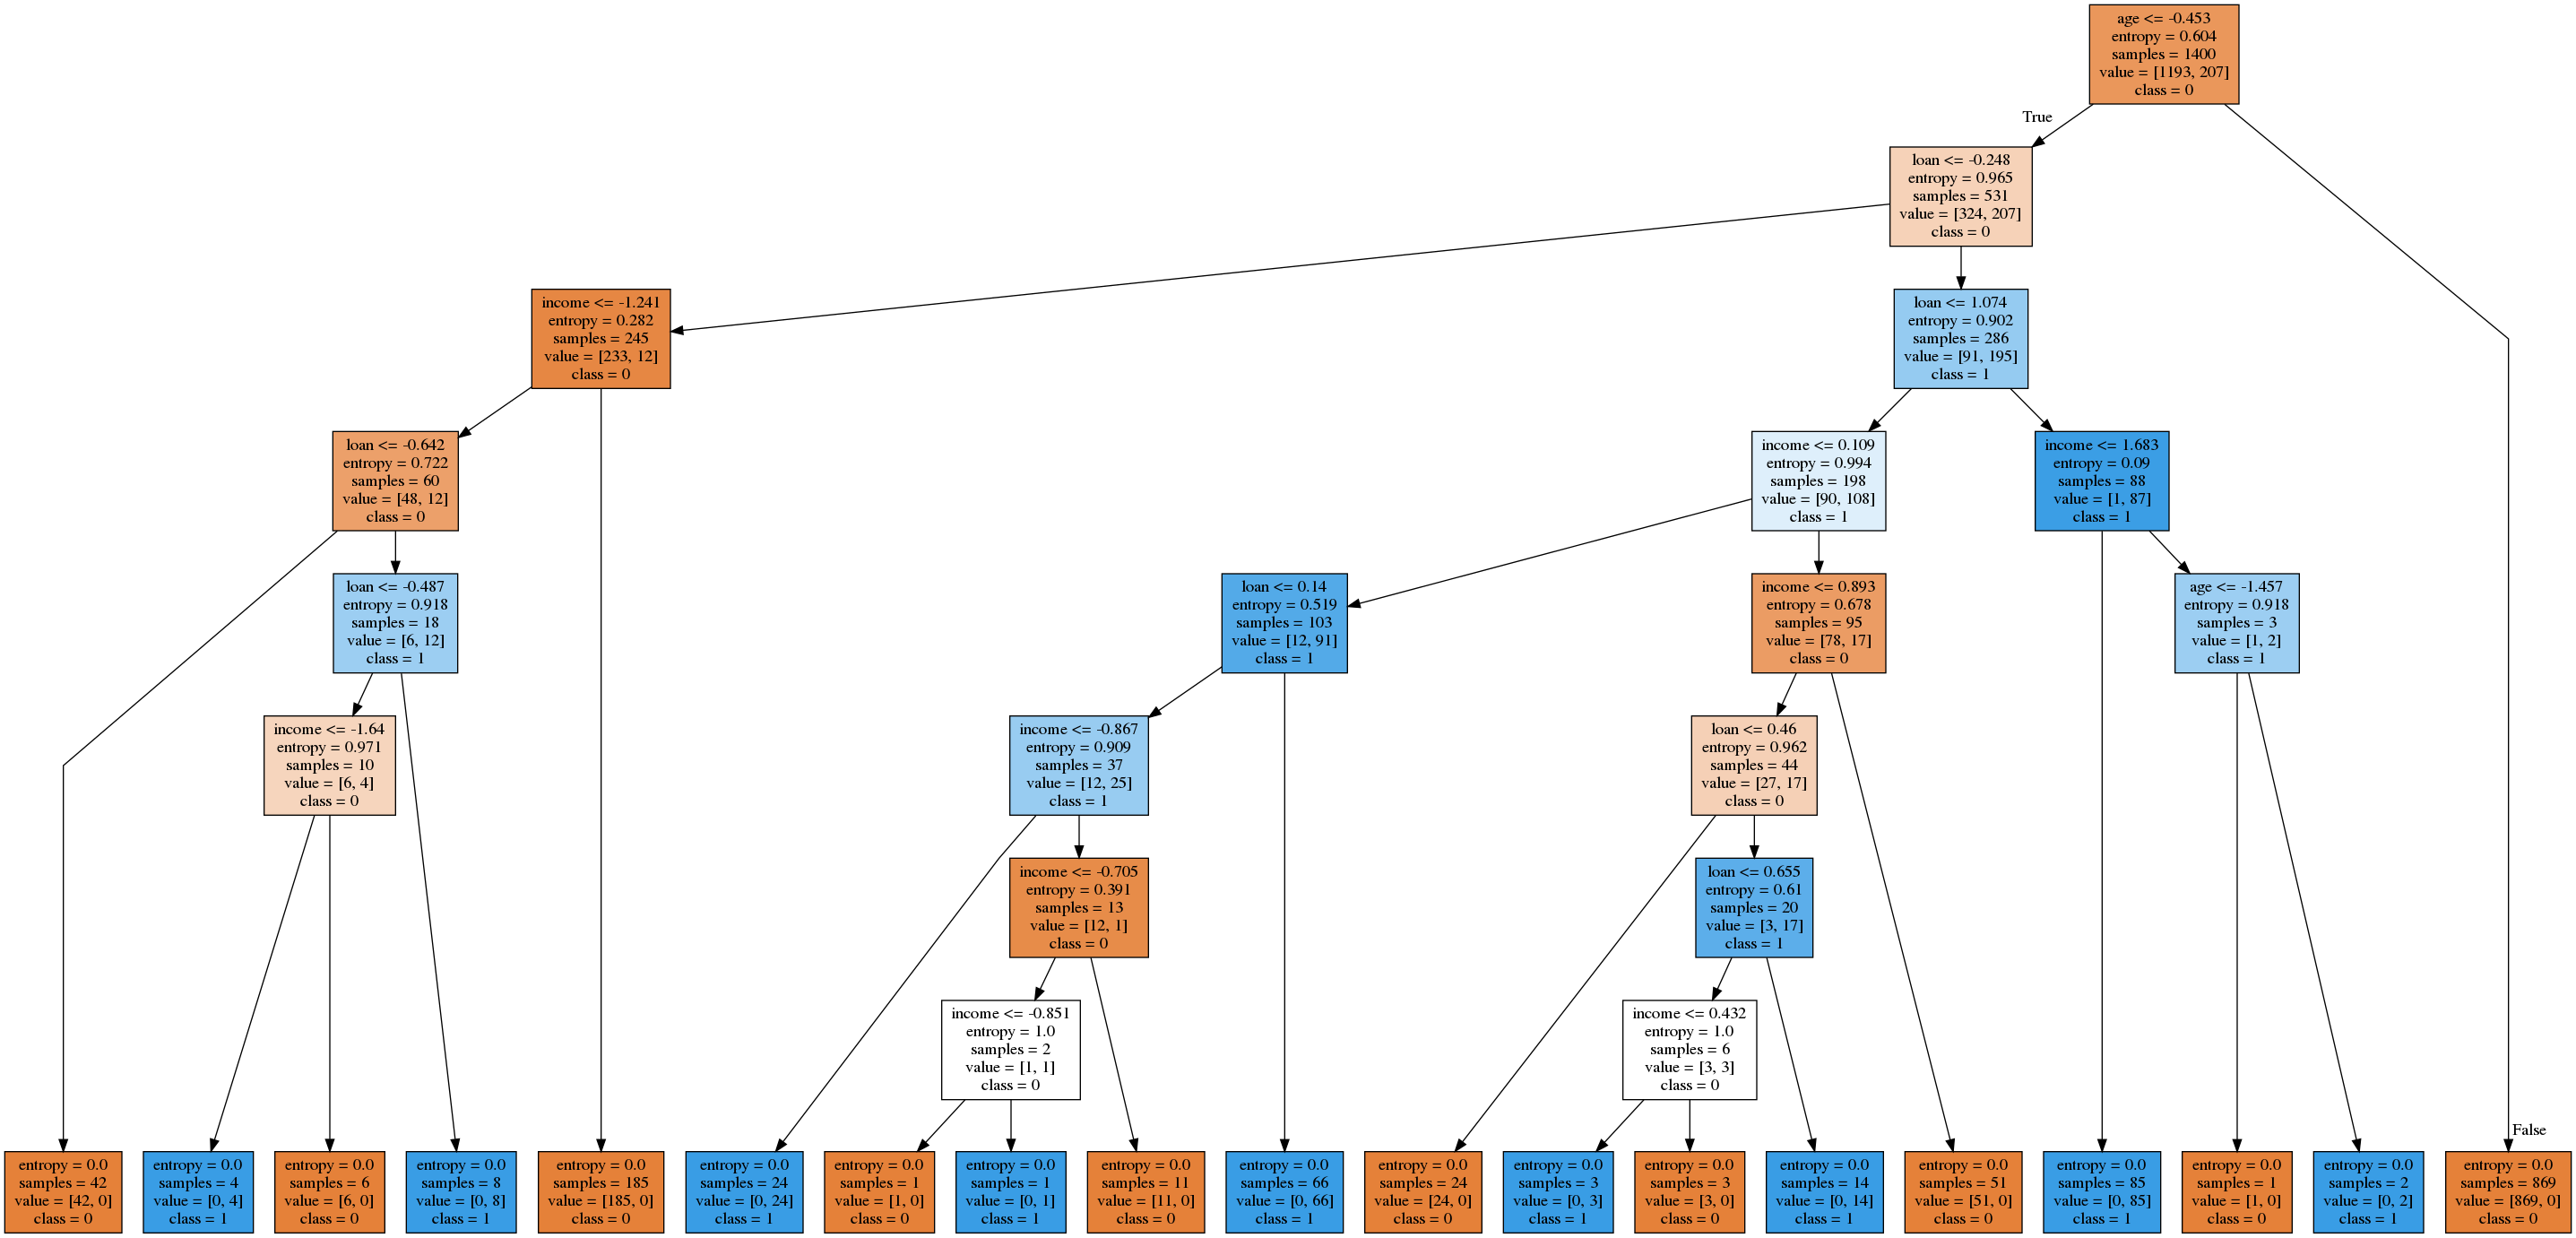 age <= -0.453
entropy = 0.604
samples = 1400
value = [1193, 207]
class = 0
True
loan <= -0.248
entropy = 0.965
samples = 531
value = [324, 207]
class = 0
income <= -1.241
entropy = 0.282
samples = 245
value = [233, 12]
class = 0
loan <= 1.074
entropy = 0.902
samples = 286
value = [91, 195]
class = 1
loan <= -0.642
entropy = 0.722
samples = 60
value = [48, 12]
class = 0
income <= 0.109
entropy = 0.994
samples = 198
value = [90, 108]
class = 1
income <= 1.683
entropy = 0.09
samples = 88
value = [1, 87]
class = 1
loan <= -0.487
entropy = 0.918
samples = 18
value = [6, 12]
class = 1
loan <= 0.14
entropy = 0.519
samples = 103
value = [12, 91]
class = 1
income <= 0.893
entropy = 0.678
samples = 95
value = [78, 17]
class = 0
age <= -1.457
entropy = 0.918
samples = 3
value = [1, 2]
class = 1
income <= -1.64
entropy = 0.971
samples = 10
value = [6, 4]
class = 0
income <= -0.867
entropy = 0.909
samples = 37
value = [12, 25]
class = 1
loan <= 0.46
entropy = 0.962
samples = 44
value = [27, 17]
class = 0
income <= -0.705
entropy = 0.391
samples = 13
value = [12, 1]
class = 0
loan <= 0.655
entropy = 0.61
samples = 20
value = [3, 17]
class = 1
income <= -0.851
entropy = 1.0
samples = 2
value = [1, 1]
class = 0
income <= 0.432
entropy = 1.0
samples = 6
value = [3, 3]
class = 0
False
entropy = 0.0
samples = 42
value = [42, 0]
class = 0
entropy = 0.0
samples = 4
value = [0, 4]
class = 1
entropy = 0.0
samples = 6
value = [6, 0]
class = 0
entropy = 0.0
samples = 8
value = [0, 8]
class = 1
entropy = 0.0
samples = 185
value = [185, 0]
class = 0
entropy = 0.0
samples = 24
value = [0, 24]
class = 1
entropy = 0.0
samples = 1
value = [1, 0]
class = 0
entropy = 0.0
samples = 1
value = [0, 1]
class = 1
entropy = 0.0
samples = 11
value = [11, 0]
class = 0
entropy = 0.0
samples = 66
value = [0, 66]
class = 1
entropy = 0.0
samples = 24
value = [24, 0]
class = 0
entropy = 0.0
samples = 3
value = [0, 3]
class = 1
entropy = 0.0
samples = 3
value = [3, 0]
class = 0
entropy = 0.0
samples = 14
value = [0, 14]
class = 1
entropy = 0.0
samples = 51
value = [51, 0]
class = 0
entropy = 0.0
samples = 85
value = [0, 85]
class = 1
entropy = 0.0
samples = 1
value = [1, 0]
class = 0
entropy = 0.0
samples = 2
value = [0, 2]
class = 1
entropy = 0.0
samples = 869
value = [869, 0]
class = 0